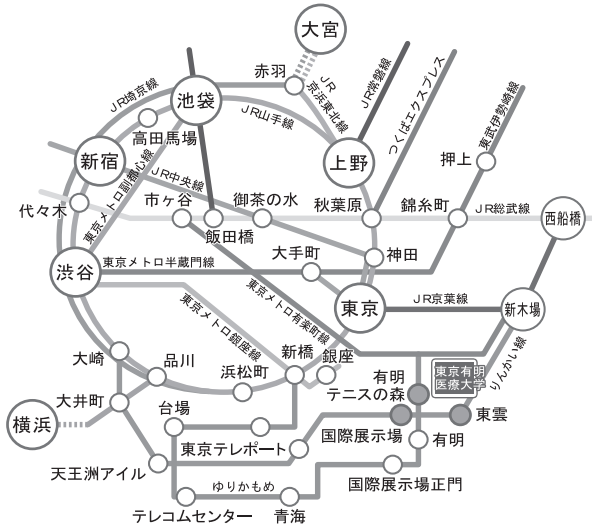 大宮
赤羽
JR京浜東北線
JR常磐線
つくばエクスプレス
JR埼京線
池袋
JR山手線
高田馬場
東武伊勢崎線
新宿
上野
押上
JR中央線
東京メトロ副都心線
代々木
市ヶ谷
御茶の水
秋葉原
錦糸町
JR総武線
西船橋
飯田橋
大手町
神田
渋谷
東京メトロ半蔵門線
東京メトロ有楽町線
東京
JR京葉線
新木場
東京メトロ銀座線
りんかい線
大崎
品川
新橋
銀座
浜松町
有明
テニスの森
東京有明
医療大学
大井町
横浜
台場
東雲
国際展示場
東京テレポート
有明
天王洲アイル
国際展示場正門
ゆりかもめ
テレコムセンター
青海